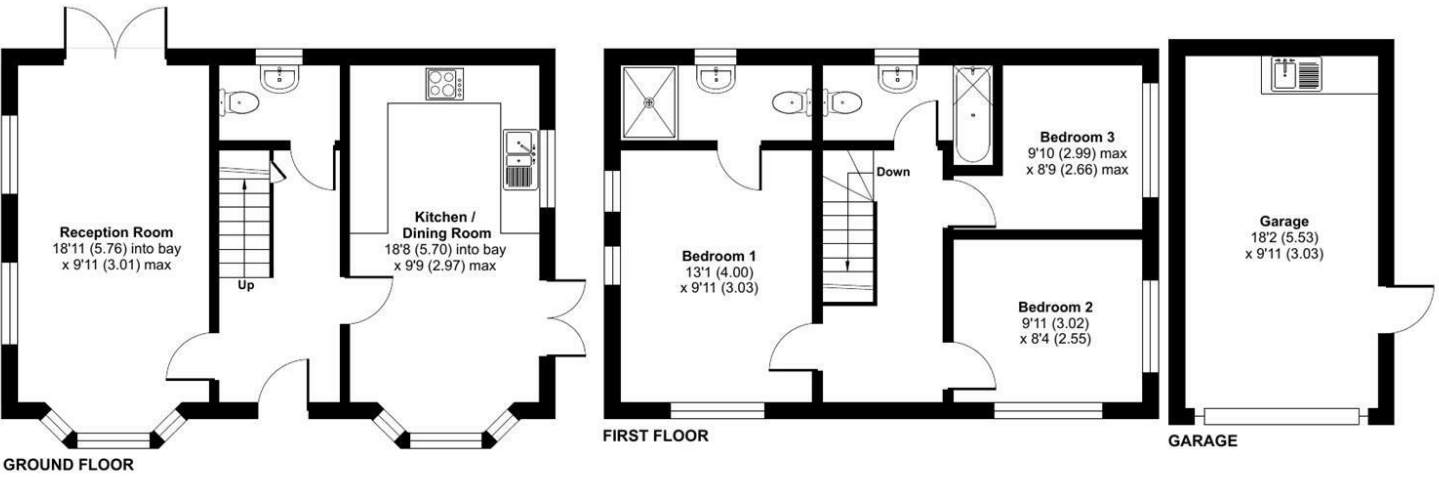 Reception Room
18'11 (5.76) into bay
x 9'11 (3.01) max
Up
Kitchen /
Dining Room
18'8 (5.70) into bay
x 9'9 (2.97) max
GROUND FLOOR
Bedroom 1
13'1 (4.00)
x 9'11 (3.03)
Down
Bedroom 3
9'10 (2.99) max
x 8'9 (2.66) max
Bedroom 2
9'11 (3.02)
x 8'4 (2.55)
FIRST FLOOR
Garage
18'2 (5.53)
x 9'11 (3.03)
GARAGE